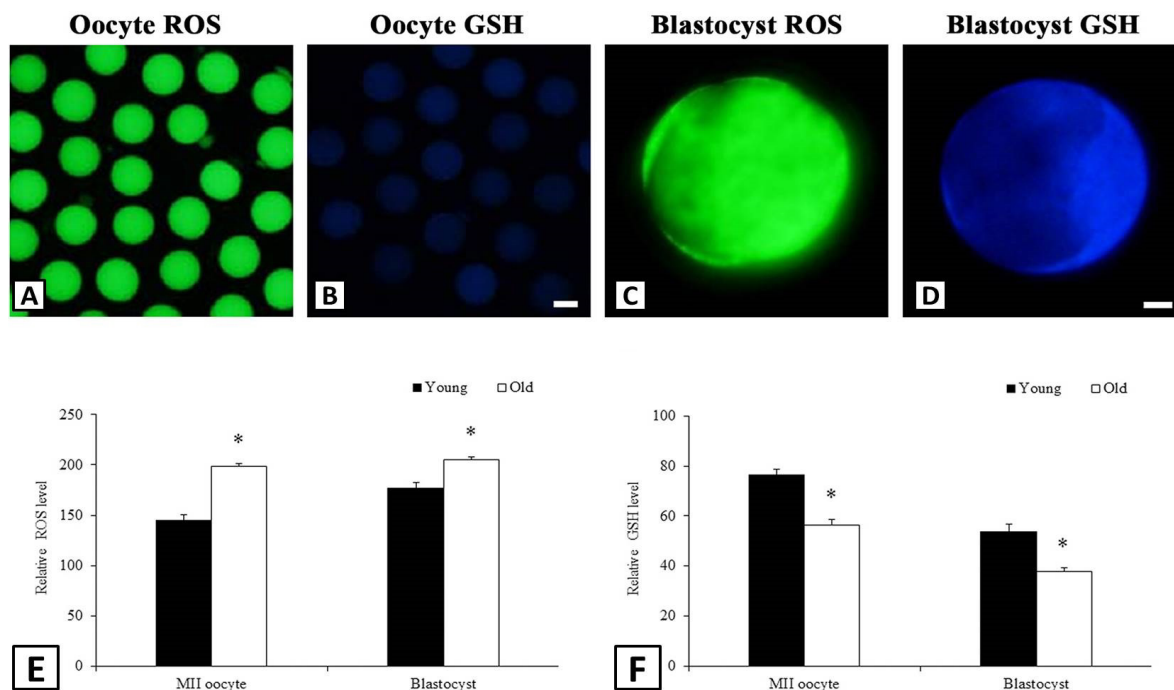 Oocyte ROS Oocyte GSH Blastocyst ROS Blastocyst GSH
A B C D
Young Old
250
200
150
100
50
0
Relative ROS level
* *
MII oocyte Blastocyst
E
Young Old
100
80
60
40
20
0
Relative GSH level
* *
MII oocyte Blastocyst
F